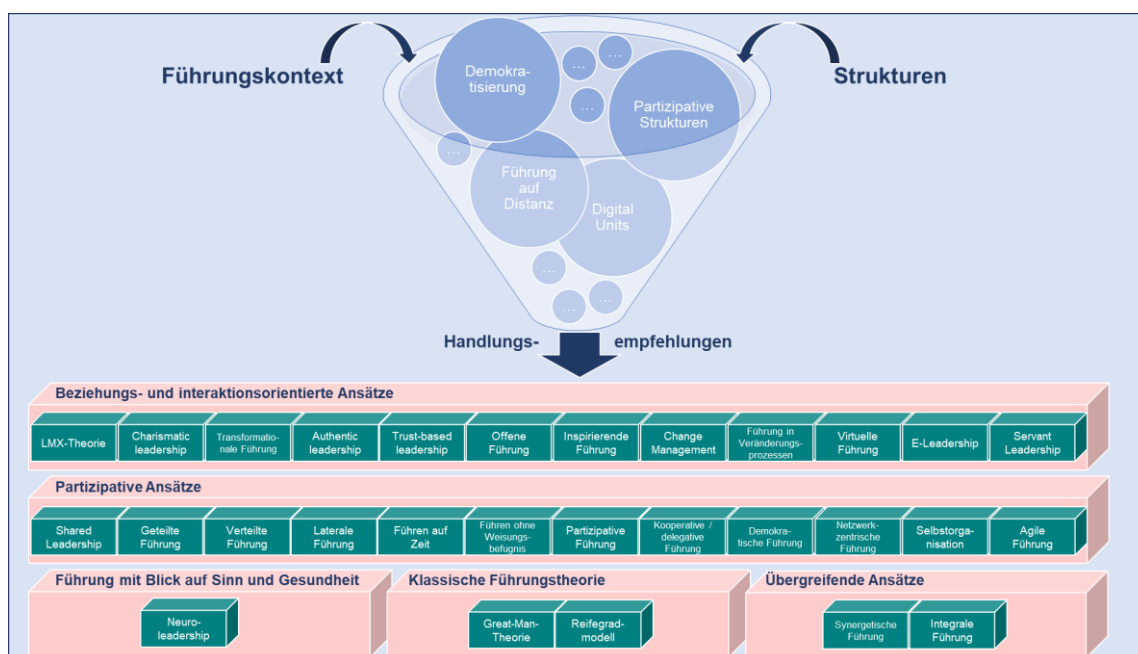 Führungskontext
Strukturen
Demokra-
tisierung
...
...
...
Partizipative
Strukturen
...
Führung
auf
Distanz
Digital
Units
...
...
...
Handlungs-
empfehlungen
Beziehungs- und interaktionsorientierte Ansätze
LMX-Theorie
Charismatic
leadership
Transformatio-
nale Führung
Authentic
leadership
Trust-based
leadership
Offene
Führung
Inspirierende
Führung
Change
Management
Führung in
Veränderungs-
prozessen
Virtuelle
Führung
E-Leadership
Servant
Leadership
Partizipative Ansätze
Shared
Leadership
Geteilte
Führung
Verteilte
Führung
Laterale
Führung
Führen auf
Zeit
Führen ohne
Weisungs-
befugnis
Partizipative
Führung
Kooperative /
delegative
Führung
Demokra-
tische Führung
Netzwerk-
zentrische
Führung
Selbstorga-
nisation
Agile
Führung
Führung mit Blick auf Sinn und Gesundheit
Neuro-
leadership
Klassische Führungstheorie
Great-Man-
Theorie
Reifegrad-
modell
Übergreifende Ansätze
Synergetische
Führung
Integrale
Führung